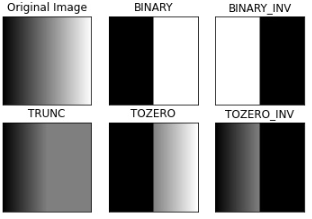 Original Image
BINARY
BINARY_INV
TRUNC
TOZERO
TOZERO_INV